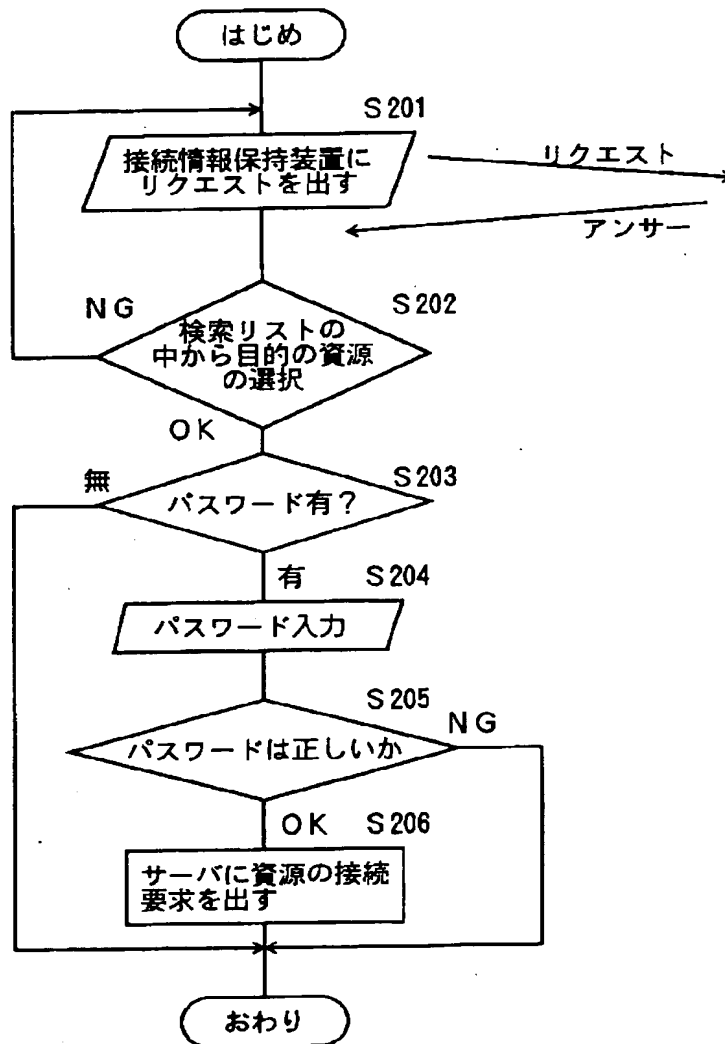 はじめ
S201
接続情報保持装置に
リクエストを出す
リクエスト
アンサー
NG
S202
検索リストの
中から目的の資源
の選択
OK
無
S203
パスワード有？
有
S204
パスワード入力
S205
NG
パスワードは正しいか
OK
S206
サーバに資源の接続
要求を出す
おわり